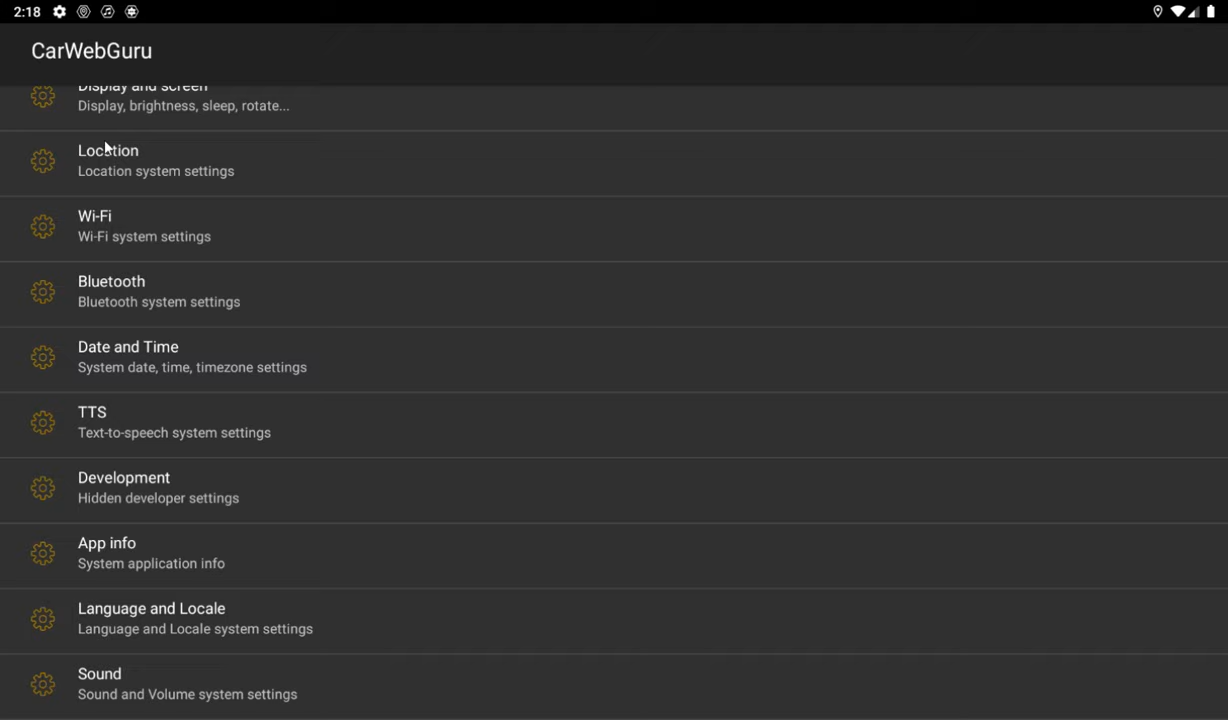 2:18
CarWebGuru
Display and screen
Display, brightness, sleep, rotate...
Location
Location system settings
Wi-Fi
Wi-Fi system settings
Bluetooth
Bluetooth system settings
Date and Time
System date, time, timezone settings
TTS
Text-to-speech system settings
Development
Hidden developer settings
App info
System application info
Language and Locale
Language and Locale system settings
Sound
Sound and Volume system settings